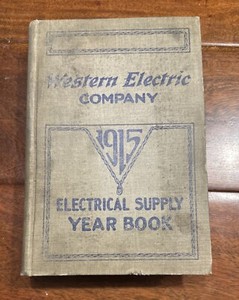 Western Electric
COMPANY
1915
ELECTRICAL SUPPLY
YEAR BOOK